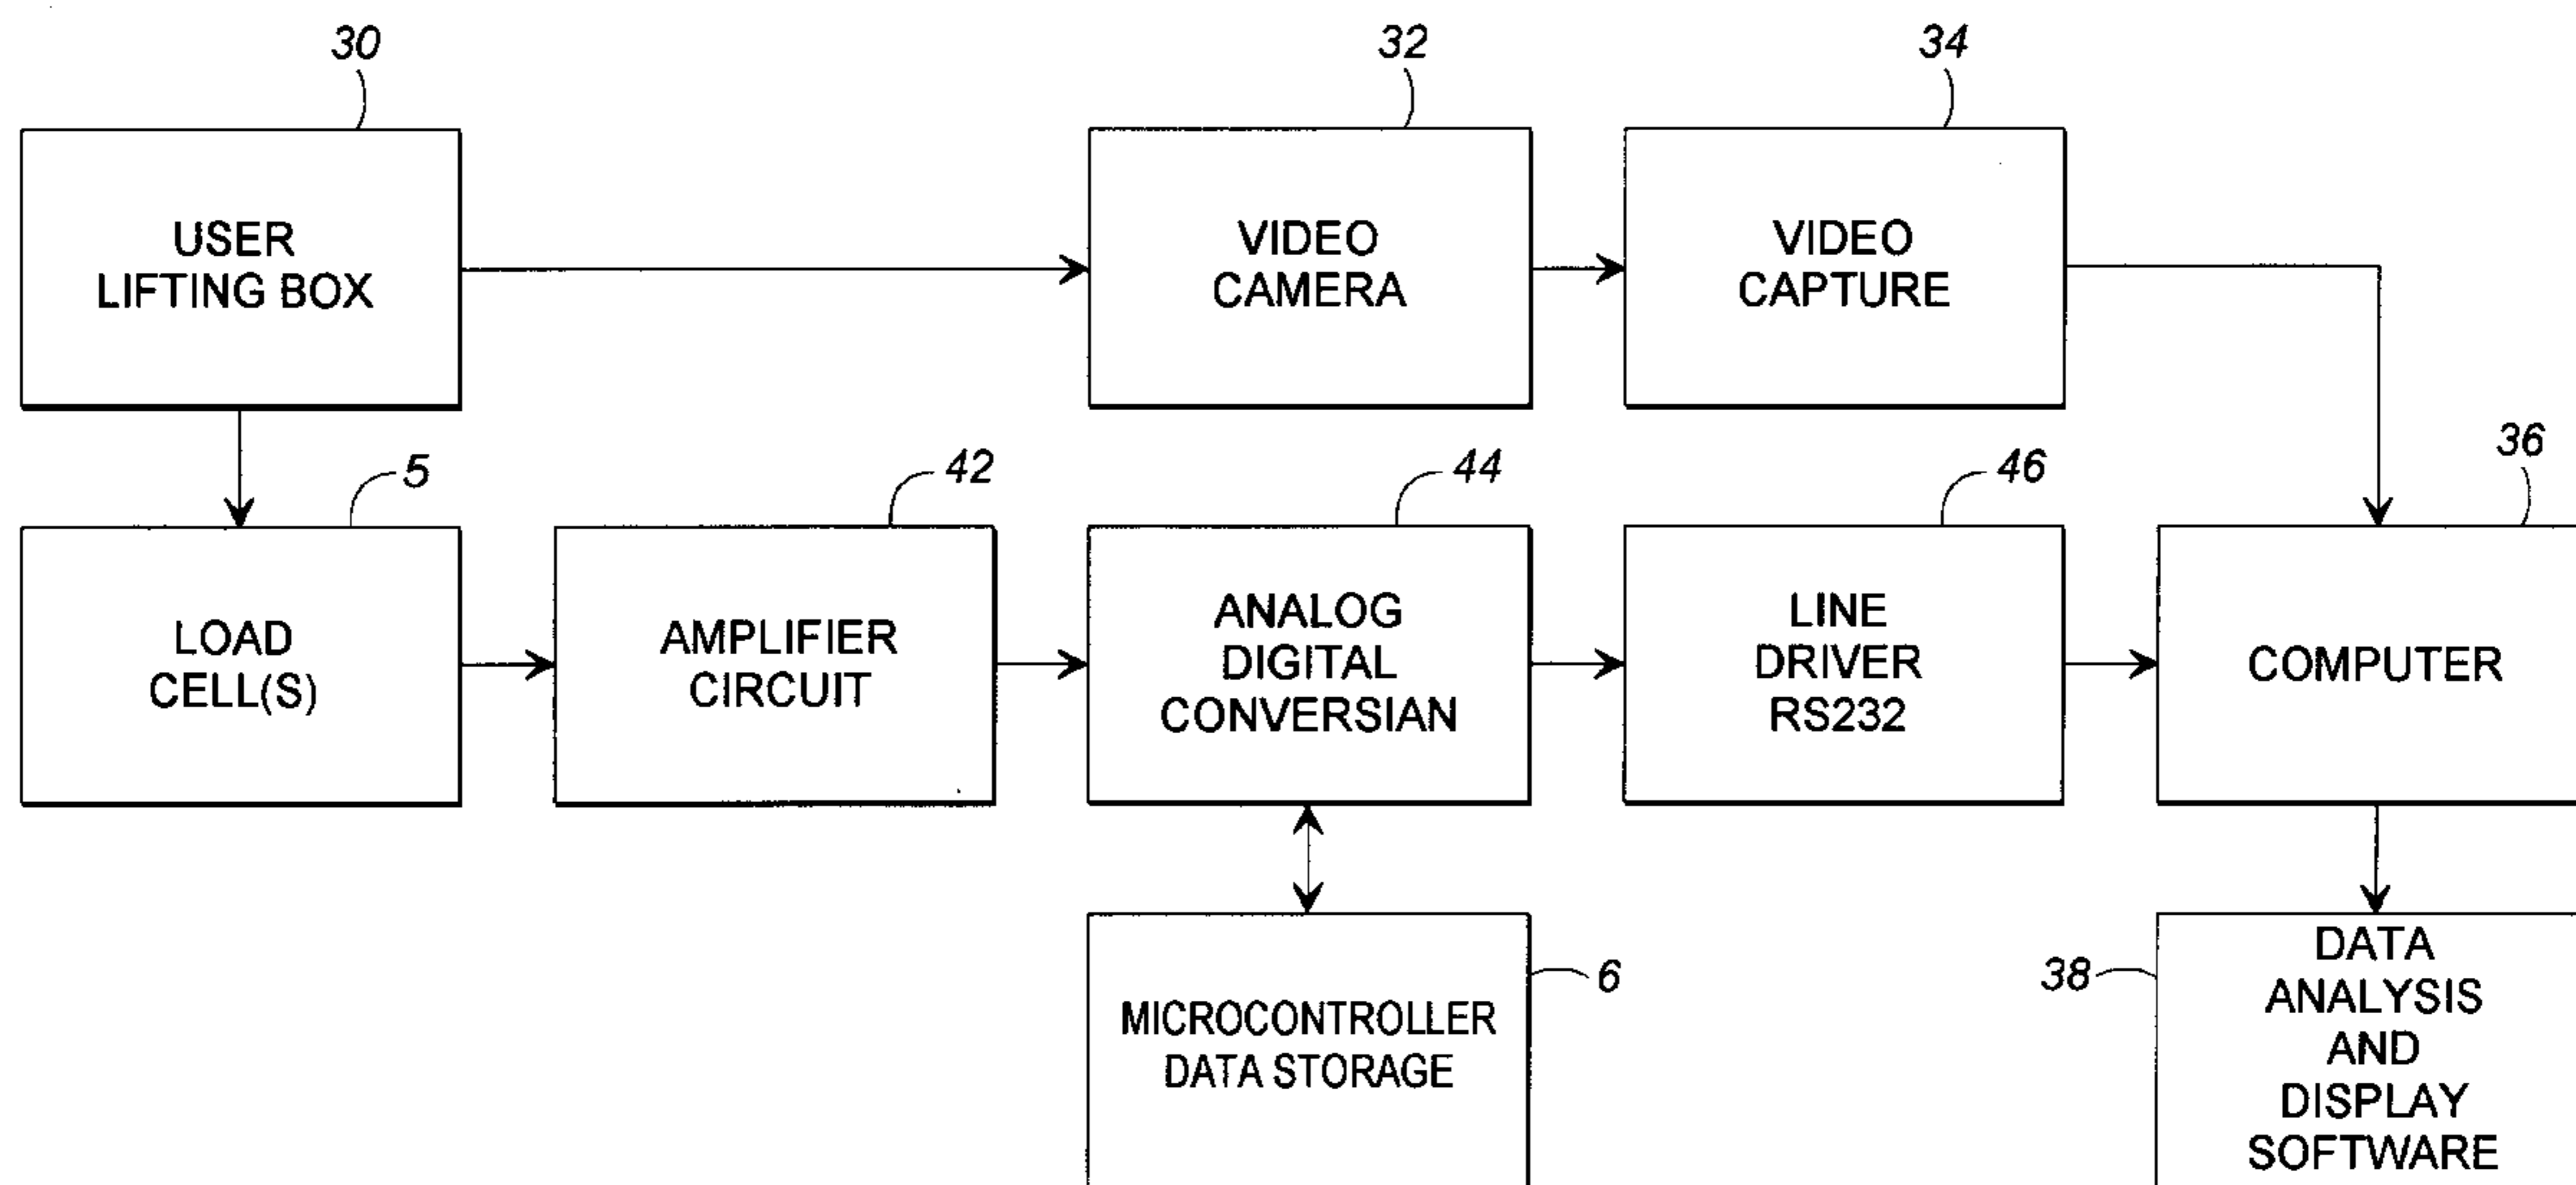 30
32
34
USER
LIFTING BOX
VIDEO
CAMERA
VIDEO
CAPTURE
5
42
44
46
36
LOAD
CELL(S)
AMPLIFIER
CIRCUIT
ANALOG
DIGITAL
CONVERSIAN
LINE
DRIVER
RS232
COMPUTER
6
MICROCONTROLLER
DATA STORAGE
38
DATA
ANALYSIS
AND
DISPLAY
SOFTWARE